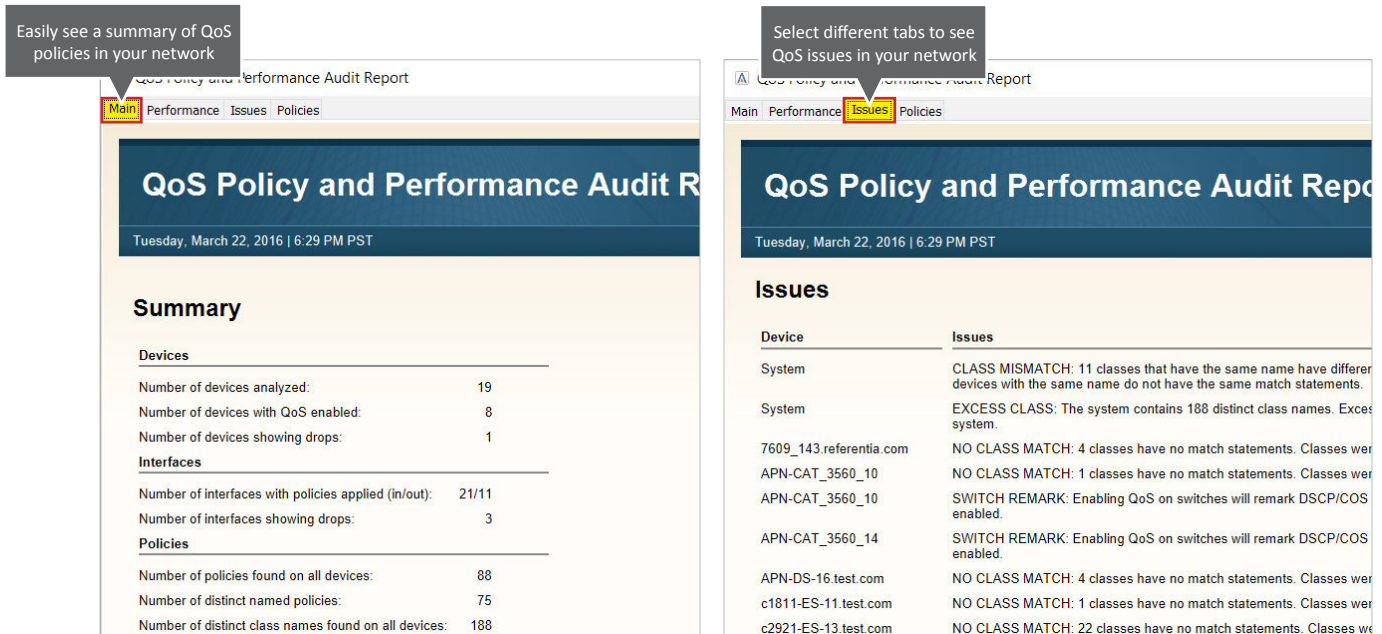 Easily see a summary of QoS
policies in your network
QoS Policy and Performance Audit Report
Main Performance Issues Policies
QoS Policy and Performance Audit R
Tuesday, March 22, 2016 | 6:29 PM PST
Summary
Devices
Number of devices analyzed: 19
Number of devices with QoS enabled: 8
Number of devices showing drops: 1
Interfaces
Number of interfaces with policies applied (in/out): 21/11
Number of interfaces showing drops: 3
Policies
Number of policies found on all devices: 88
Number of distinct named policies: 75
Number of distinct class names found on all devices: 188
Select different tabs to see
QoS issues in your network
QoS Policy and Performance Audit Report
Main Performance Issues Policies
QoS Policy and Performance Audit Repo
Tuesday, March 22, 2016 | 6:29 PM PST
Issues
Device Issues
System CLASS MISMATCH: 11 classes that have the same name have differen
devices with the same name do not have the same match statements.
System EXCESS CLASS: The system contains 188 distinct class names. Exces
system.
7609_143.referentia.com NO CLASS MATCH: 4 classes have no match statements. Classes wer
APN-CAT_3560_10 NO CLASS MATCH: 1 classes have no match statements. Classes wer
APN-CAT_3560_10 SWITCH REMARK: Enabling QoS on switches will remark DSCP/COS
enabled.
APN-CAT_3560_14 SWITCH REMARK: Enabling QoS on switches will remark DSCP/COS
enabled.
APN-DS-16.test.com NO CLASS MATCH: 4 classes have no match statements. Classes wer
c1811-ES-11.test.com NO CLASS MATCH: 1 classes have no match statements. Classes wer
c2921-ES-13.test.com NO CLASS MATCH: 22 classes have no match statements. Classes we